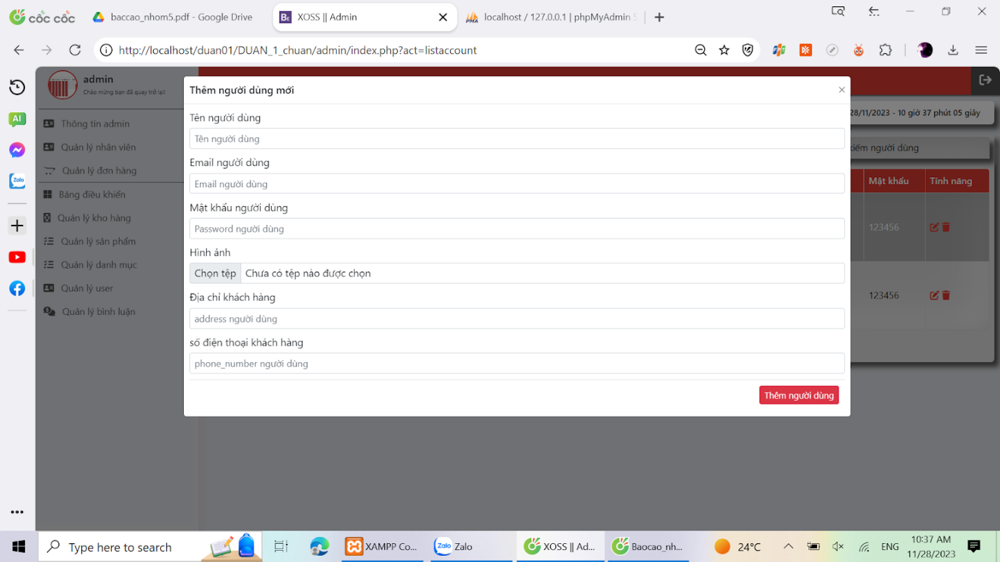 cốc cốc
baccao_nhom5.pdf - Google Drive
XOSS || Admin
localhost / 127.0.0.1 | phpMyAdmin 5
http://localhost/duan01/DUAN_1_chuan/admin/index.php?act=listaccount
admin
Chào mừng bạn đã quay trở lại!
Thông tin admin
Quản lý nhân viên
Quản lý đơn hàng
Bảng điều khiển
Quản lý kho hàng
Quản lý sản phẩm
Quản lý danh mục
Quản lý user
Quản lý bình luận
AI
Zalo
Thêm người dùng mới
×
Tên người dùng
Tên người dùng
Email người dùng
Email người dùng
Mật khẩu người dùng
Password người dùng
Hình ảnh
Chọn tệp Chưa có tệp nào được chọn
Địa chỉ khách hàng
address người dùng
số điện thoại khách hàng
phone_number người dùng
Thêm người dùng
28/11/2023 - 10 giờ 37 phút 05 giây
kiếm người dùng
Mật khẩu Tính năng
123456
123456
Type here to search
XAMPP Co...
Zalo Zalo
XOSS || Ad...
Baocao_nh...
24°C
ENG
10:37 AM
11/28/2023